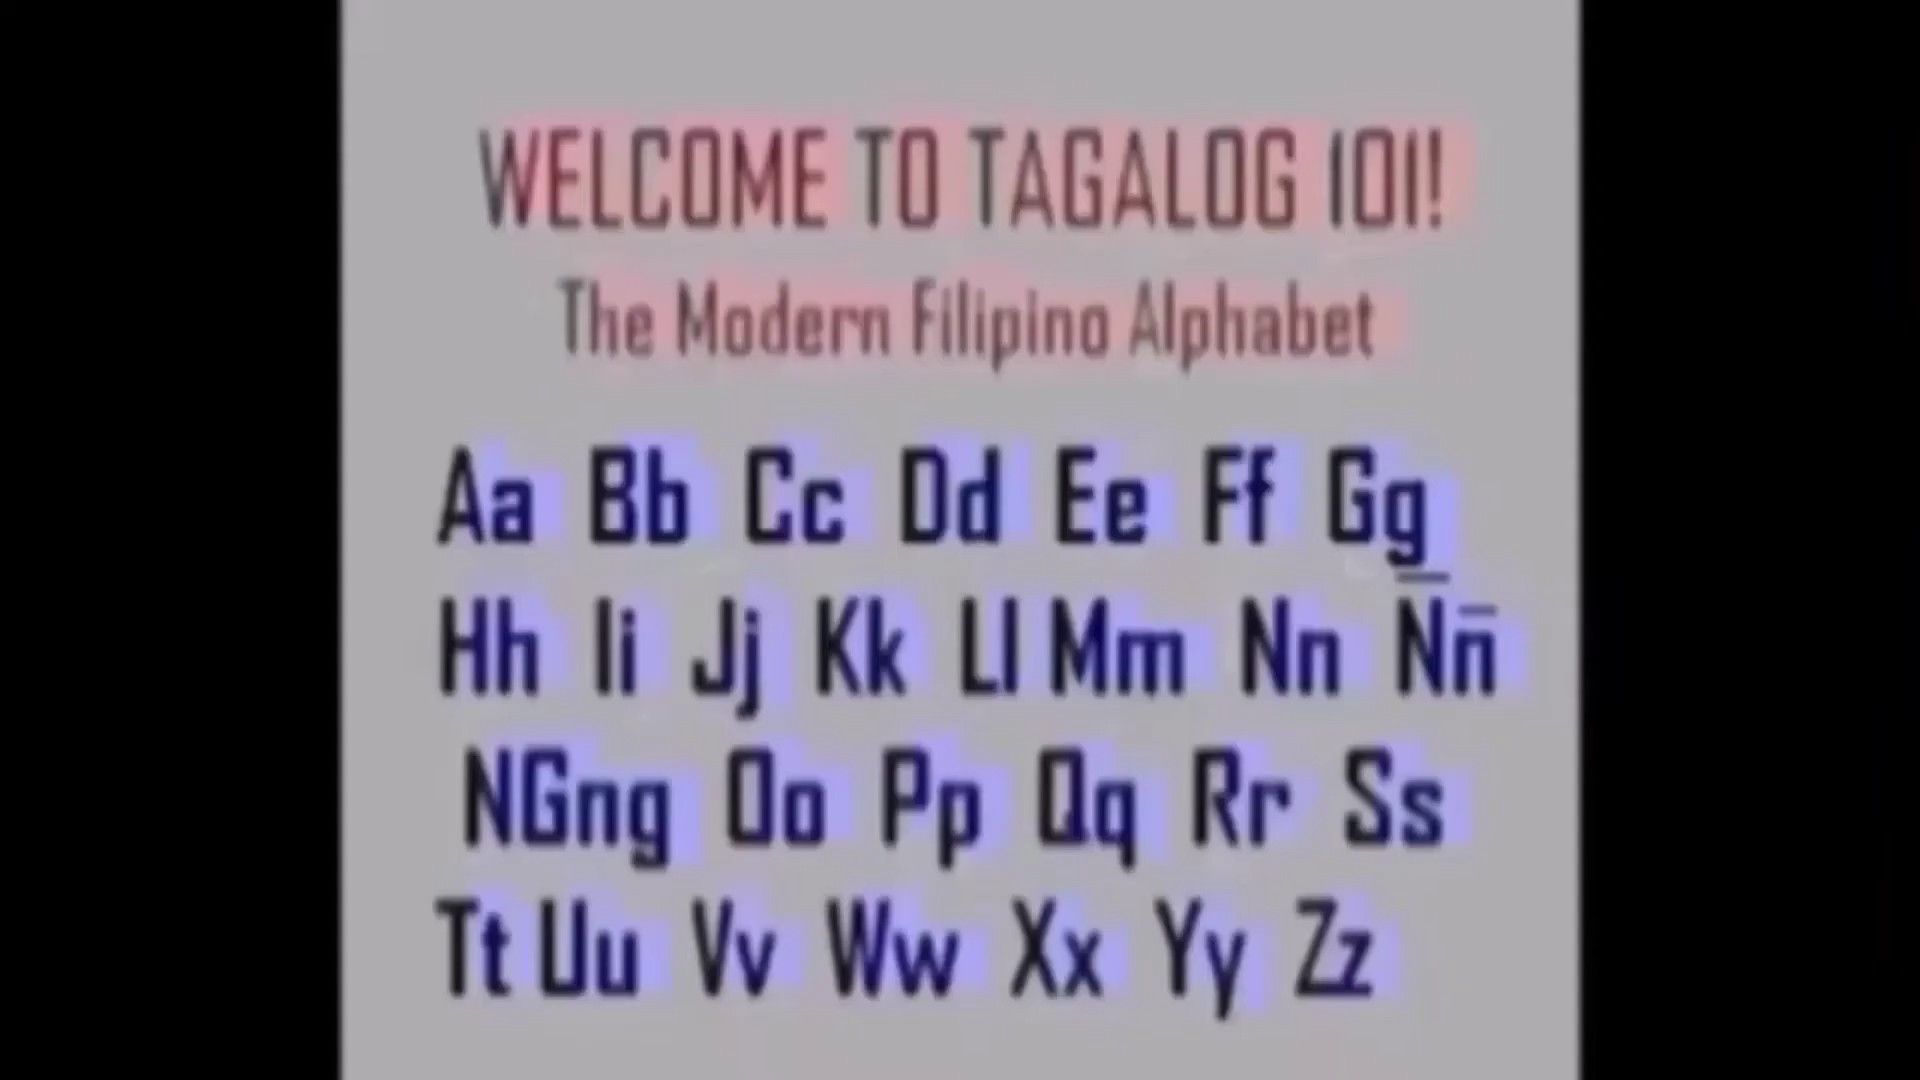 WELCOME TO TAGALOG 101!
The Modern Filipino Alphabet
Aa Bb Cc Dd Ee Ff Gg
Hh Ii Jj Kk Ll Mm Nn Ññ
NGng Oo Pp Qq Rr Ss
Tt Uu Vv Ww Xx Yy Zz